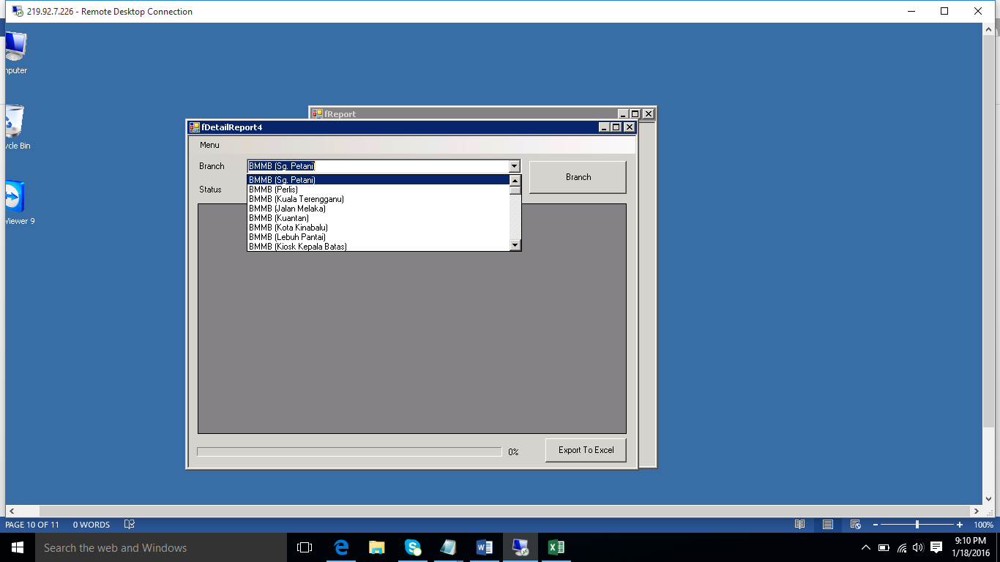 219.92.7.226 - Remote Desktop Connection
mputer
fReport
fDetailReport4
Menu
Branch
BMMB (Sg. Petani)
Branch
Status
BMMB (Sg. Petani)
BMMB (Perlis)
BMMB (Kuala Terengganu)
BMMB (Jalan Melaka)
BMMB (Kuantan)
BMMB (Kota Kinabalu)
BMMB (Lebuh Pantai)
BMMB (Kiosk Kepala Batas)
ycle Bin
Viewer 9
0%
Export To Excel
PAGE 10 OF 11 0 WORDS
100%
Search the web and Windows
9:10 PM
1/18/2016